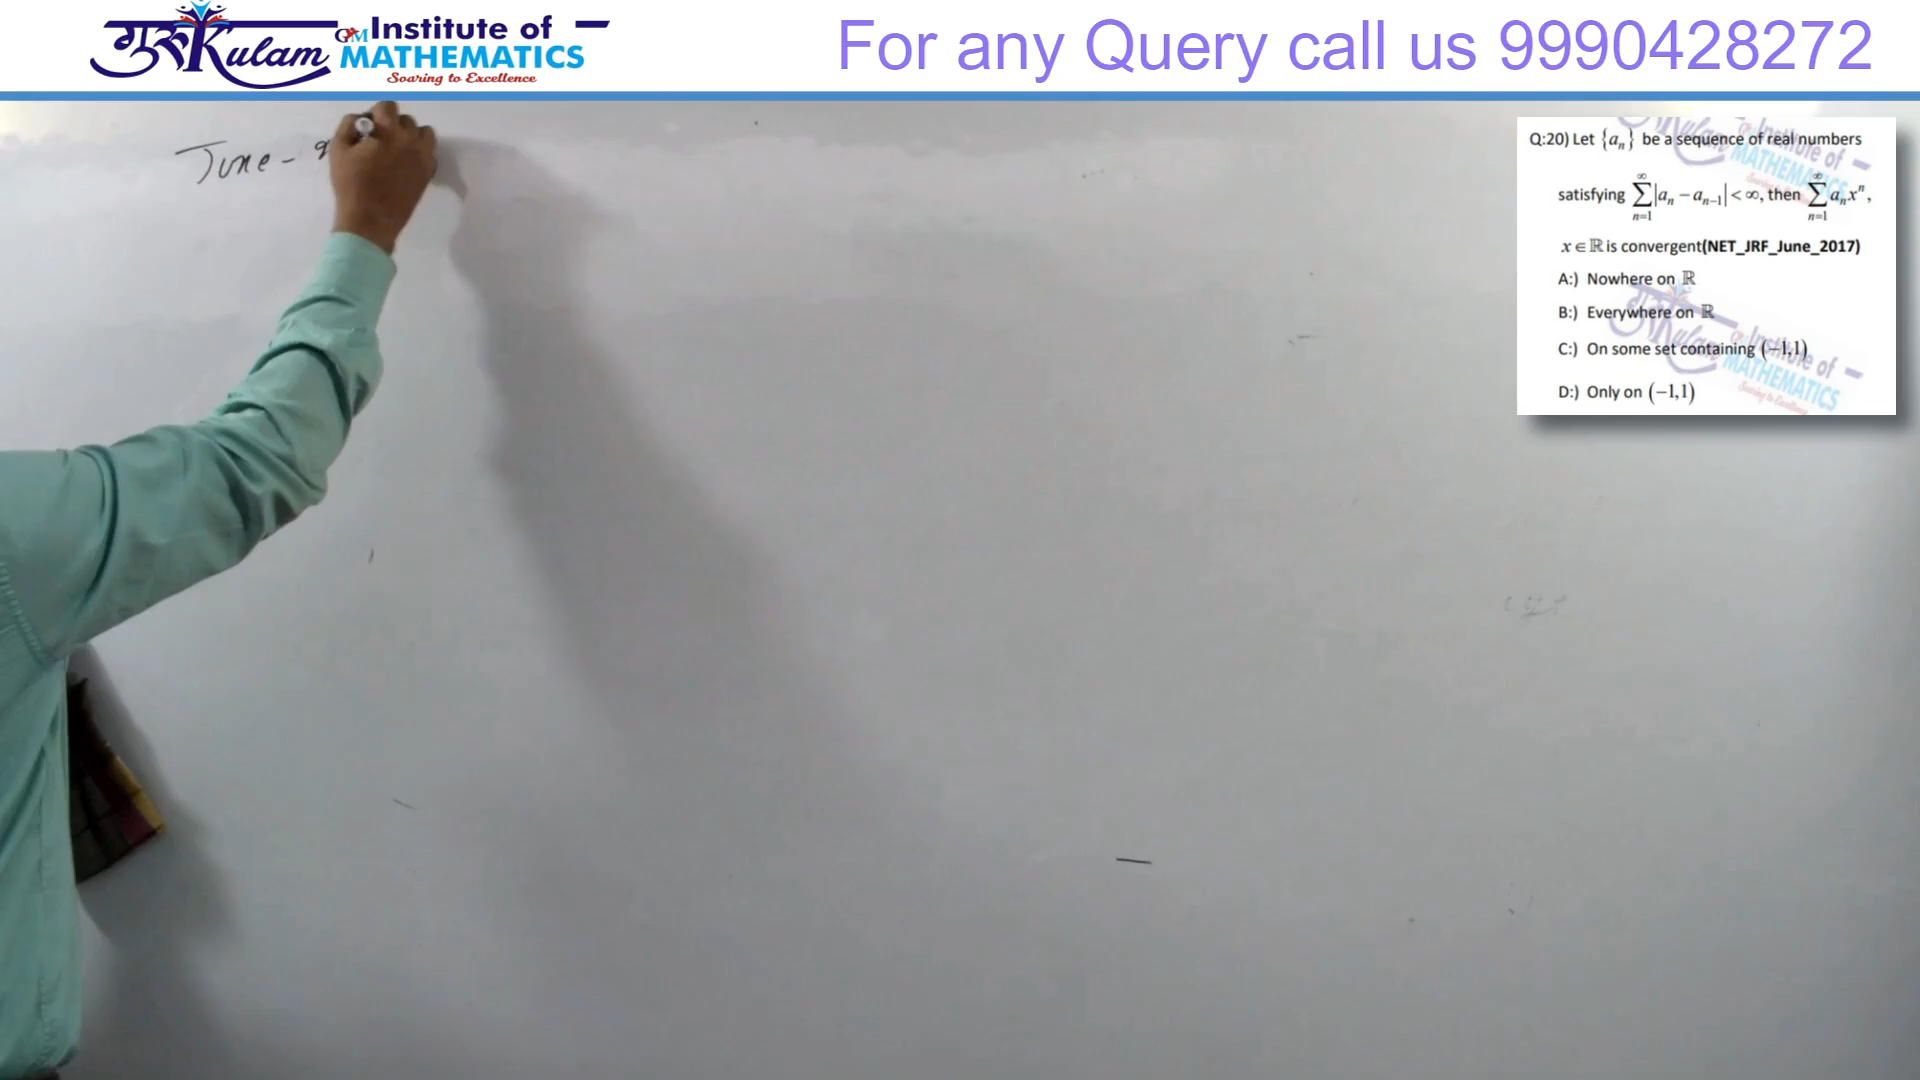 गुरुKulam GM Institute of
MATHEMATICS
Soaring to Excellence
For any Query call us 9990428272
June -
Q:20) Let {aₙ} be a sequence of real numbers
satisfying ∑_{n=1}^{∞} |aₙ − aₙ₋₁| < ∞, then ∑_{n=1}^{∞} aₙxⁿ,
x ∈ ℝ is convergent(NET_JRF_June_2017)
A:) Nowhere on ℝ
B:) Everywhere on ℝ
C:) On some set containing (−1,1)
D:) Only on (−1,1)